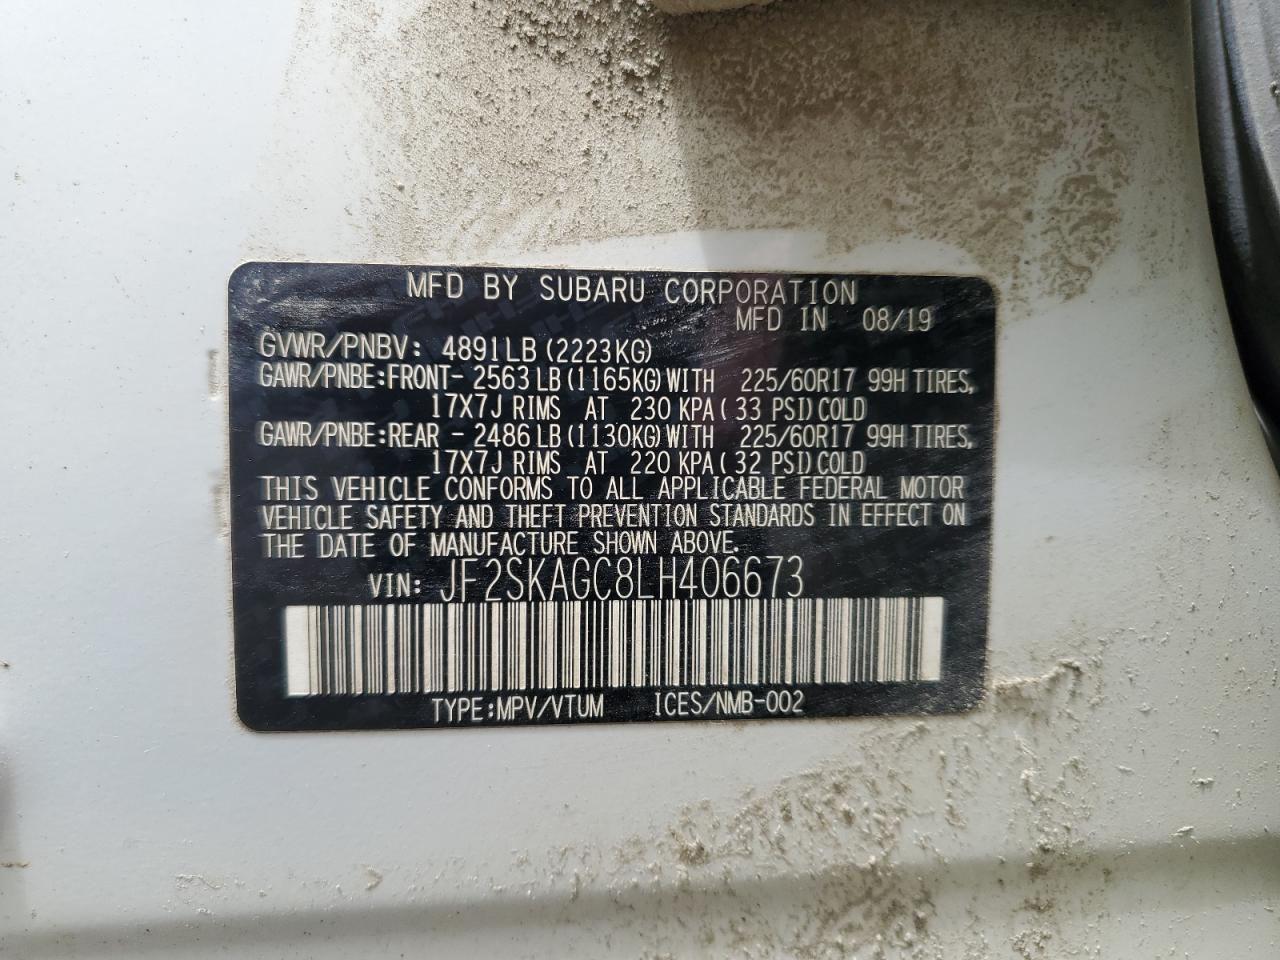 MFD BY SUBARU CORPORATION
MFD IN 08/19
GVWR/PNBV: 4891LB (2223KG)
GAWR/PNBE:FRONT- 2563 LB (1165KG) WITH 225/60R17 99H TIRES,
17X7J RIMS AT 230 KPA ( 33 PSI) COLD
GAWR/PNBE:REAR - 2486 LB (1130KG) WITH 225/60R17 99H TIRES,
17X7J RIMS AT 220 KPA ( 32 PSI) COLD
THIS VEHICLE CONFORMS TO ALL APPLICABLE FEDERAL MOTOR
VEHICLE SAFETY AND THEFT PREVENTION STANDARDS IN EFFECT ON
THE DATE OF MANUFACTURE SHOWN ABOVE.
VIN: JF2SKAGC8LH406673
TYPE:MPV/VTUM ICES/NMB-002